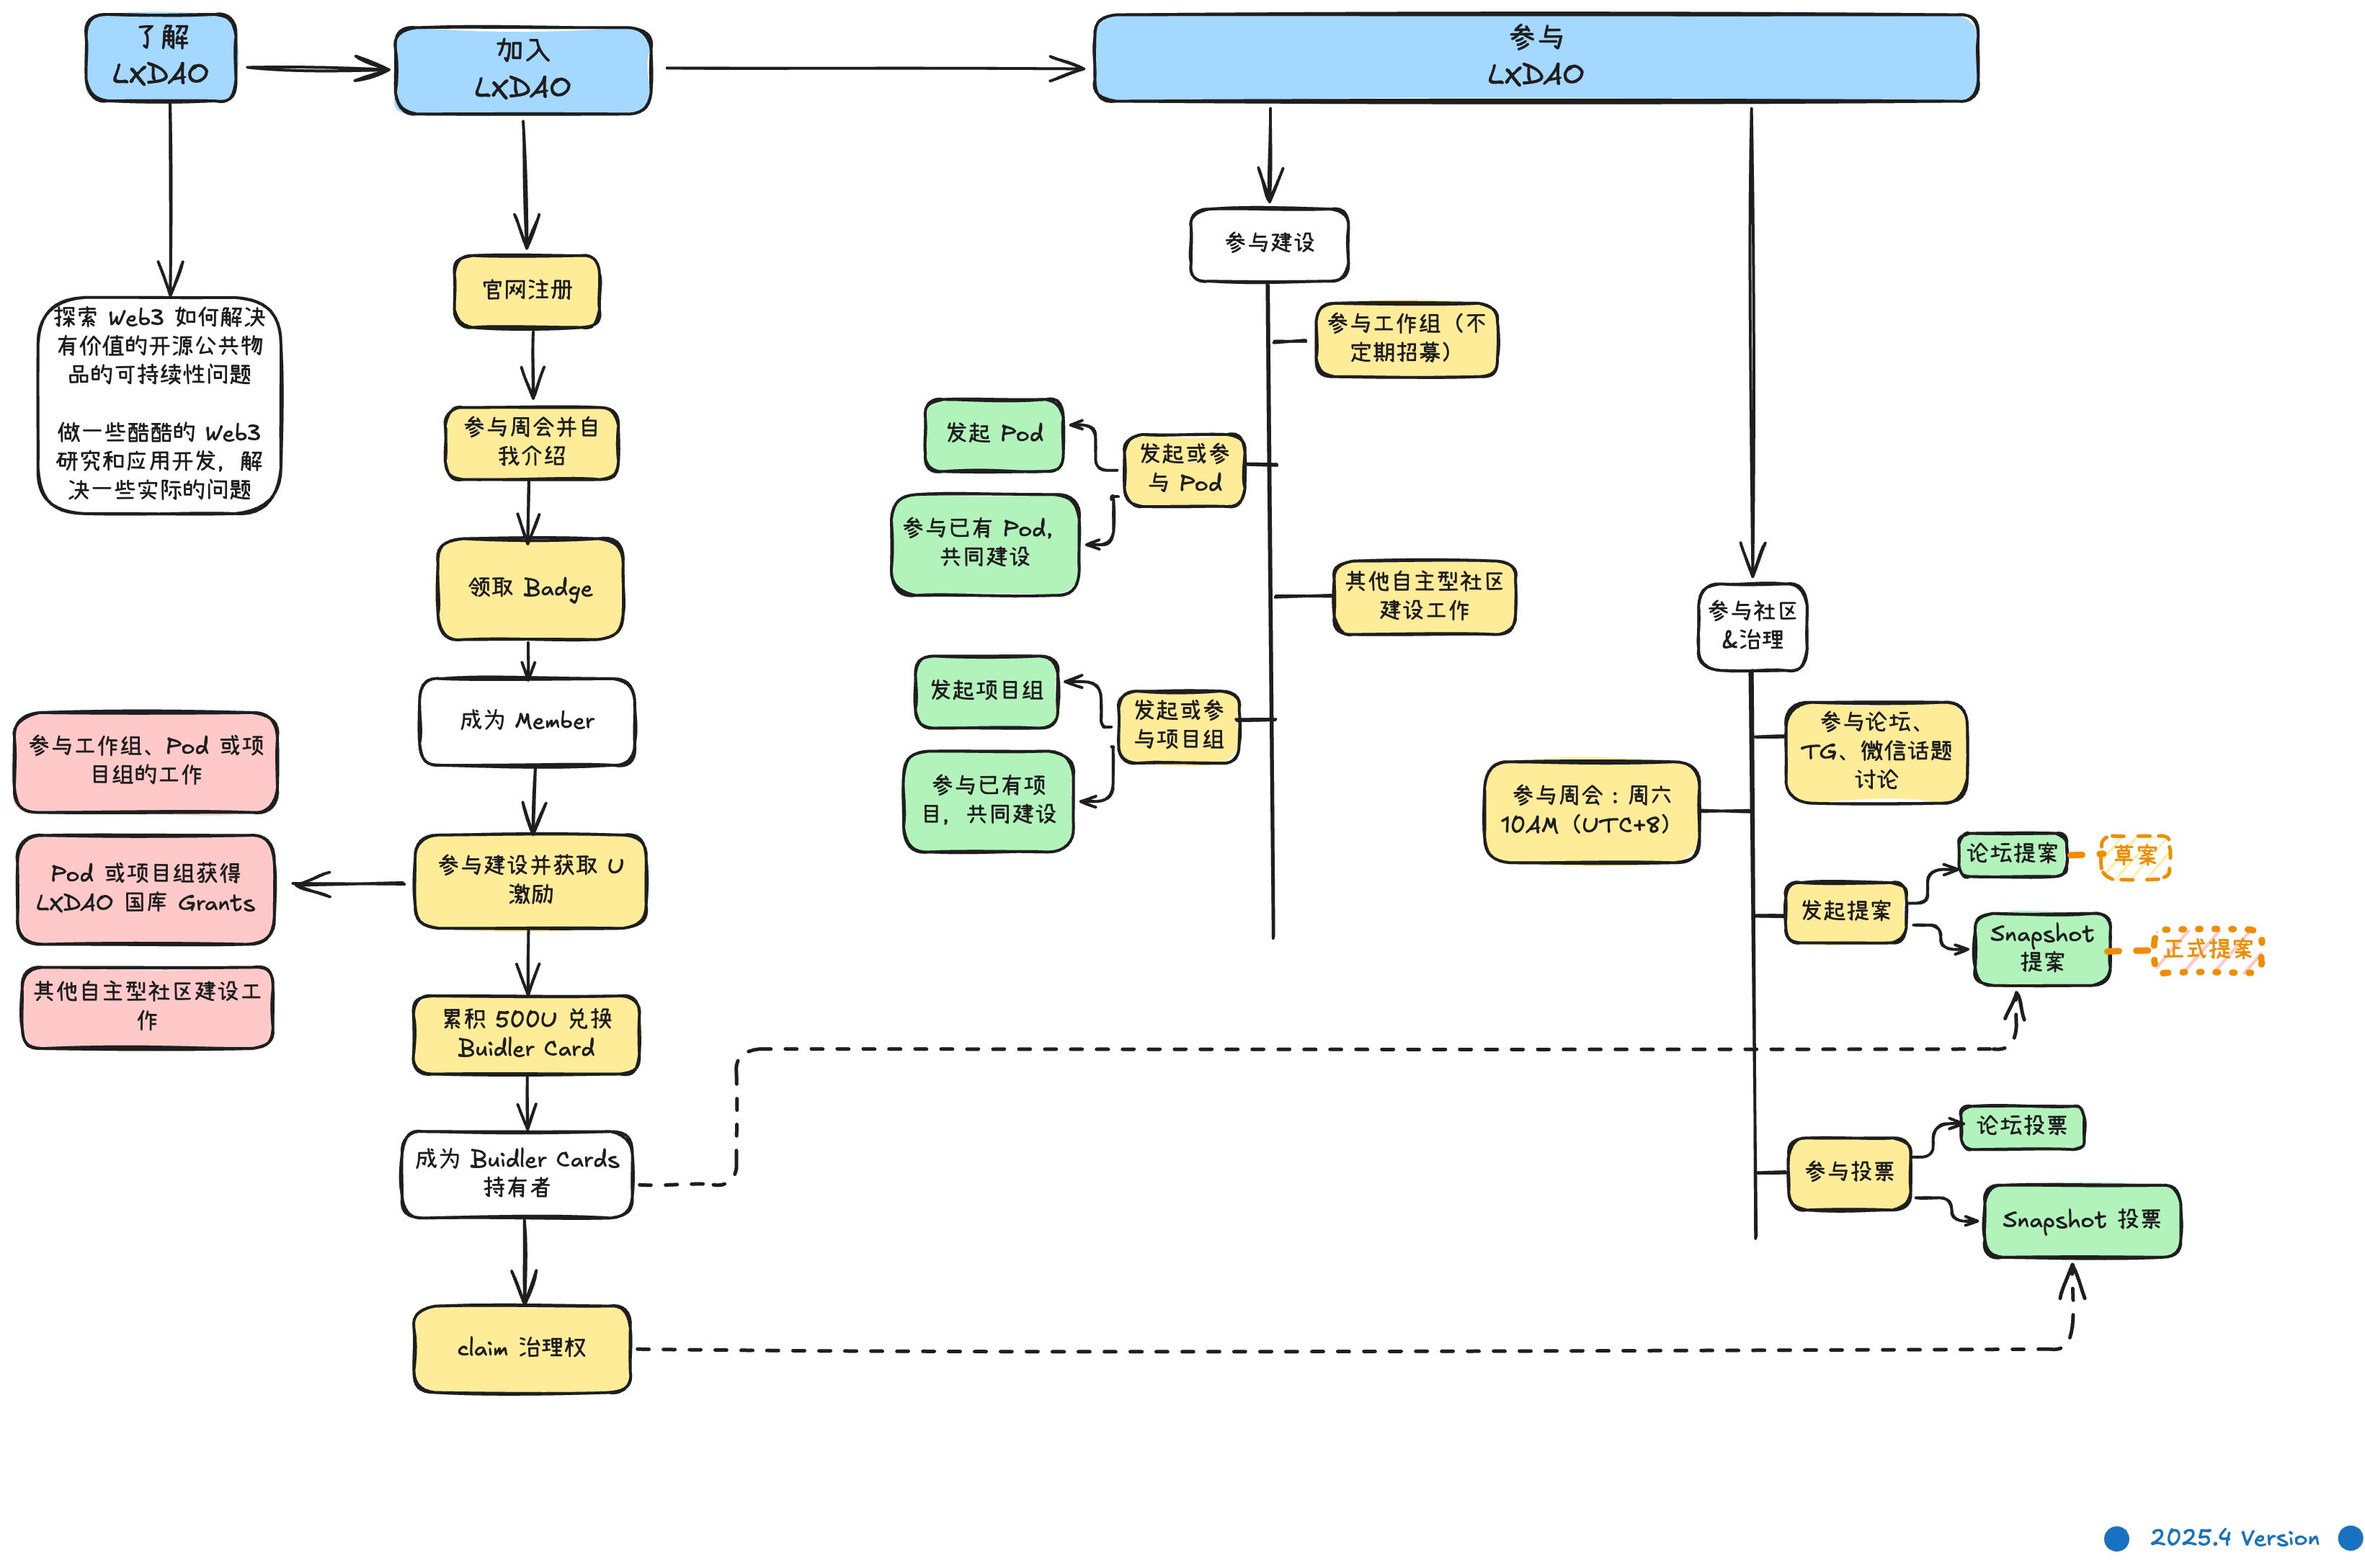 了解
LXDAO
加入
LXDAO
参与
LXDAO
探索 Web3 如何解决
有价值的开源公共物
品的可持续性问题
做一些酷酷的 Web3
研究和应用开发，解
决一些实际的问题
官网注册
参与周会并自
我介绍
领取 Badge
成为 Member
参与建设并获取 U
激励
参与工作组、Pod 或项
目组的工作
Pod 或项目组获得
LXDAO 国库 Grants
其他自主型社区建设工
作
累积 500U 兑换
Buidler Card
成为 Buidler Cards
持有者
claim 治理权
参与建设
参与工作组（不
定期招募）
发起或参
与 Pod
发起 Pod
参与已有 Pod，
共同建设
其他自主型社区
建设工作
发起或参
与项目组
发起项目组
参与已有项
目，共同建设
参与社区
&治理
参与论坛、
TG、微信话题
讨论
参与周会：周六
10AM（UTC+8）
发起提案
论坛提案
草案
Snapshot
提案
正式提案
参与投票
论坛投票
Snapshot 投票
2025.4 Version